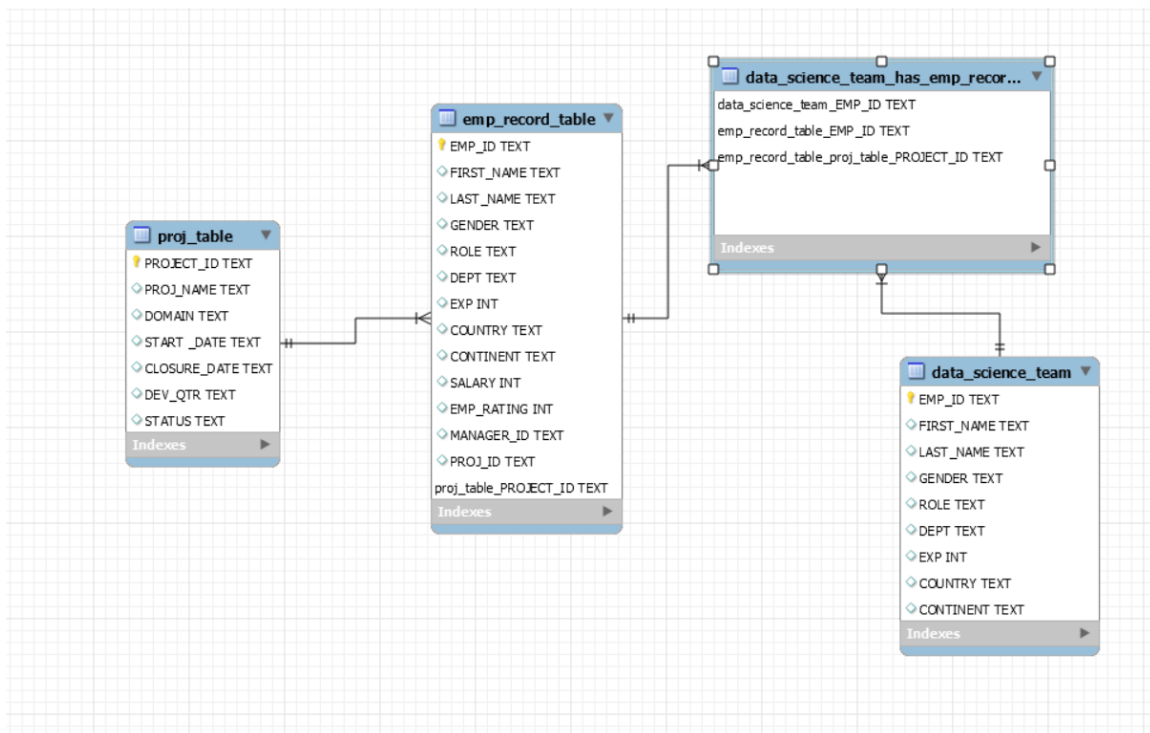 proj_table
PROJECT_ID TEXT
PROJ_NAME TEXT
DOMAIN TEXT
START _DATE TEXT
CLOSURE_DATE TEXT
DEV_QTR TEXT
STATUS TEXT
Indexes
emp_record_table
EMP_ID TEXT
FIRST_NAME TEXT
LAST_NAME TEXT
GENDER TEXT
ROLE TEXT
DEPT TEXT
EXP INT
COUNTRY TEXT
CONTINENT TEXT
SALARY INT
EMP_RATING INT
MANAGER_ID TEXT
PROJ_ID TEXT
proj_table_PROJECT_ID TEXT
Indexes
data_science_team_has_emp_recor...
data_science_team_EMP_ID TEXT
emp_record_table_EMP_ID TEXT
emp_record_table_proj_table_PROJECT_ID TEXT
Indexes
data_science_team
EMP_ID TEXT
FIRST_NAME TEXT
LAST_NAME TEXT
GENDER TEXT
ROLE TEXT
DEPT TEXT
EXP INT
COUNTRY TEXT
CONTINENT TEXT
Indexes